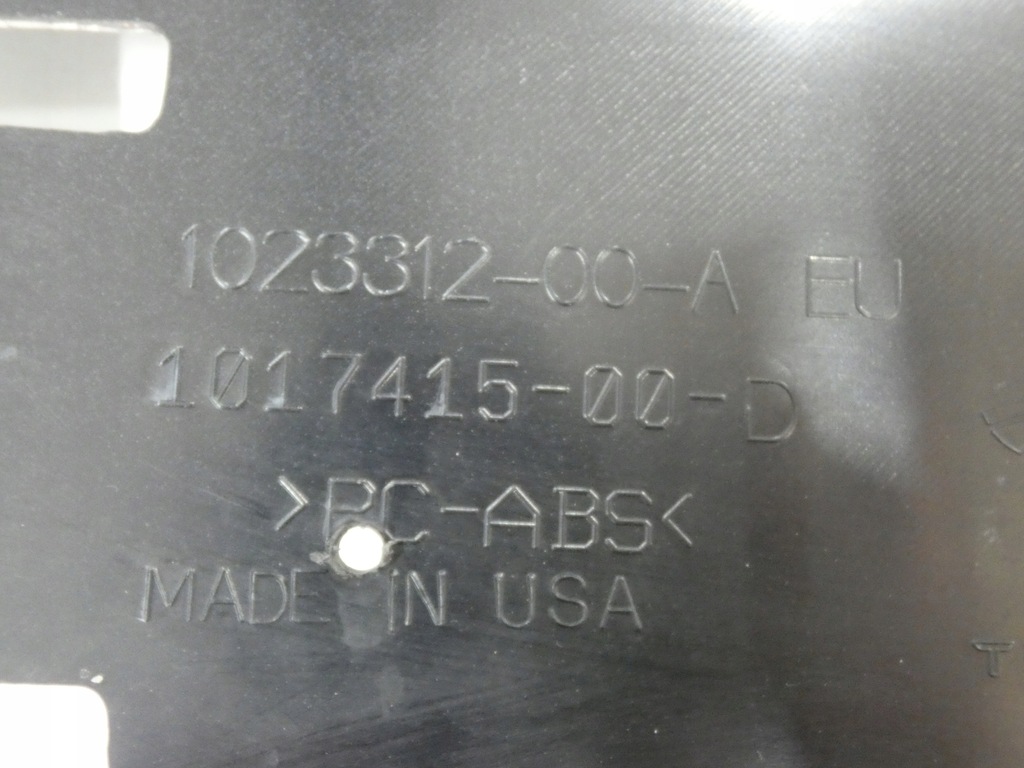 1023312-00-A EU
1017415-00-D
>PC-ABS<
MADE IN USA
T